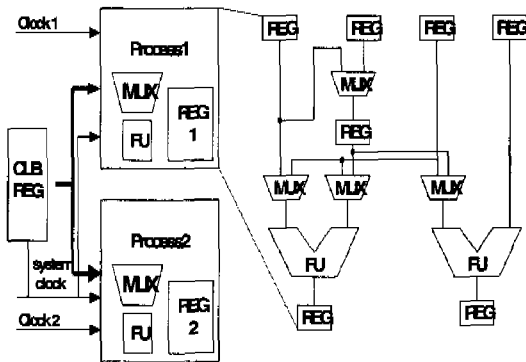 Clock1
Process1
MUX
FU
REG
1
CLB
REG
system
clock
Process2
MUX
FU
REG
2
Clock2
REG
REG
REG
REG
MUX
REG
MUX
MUX
MUX
FU
FU
REG
REG